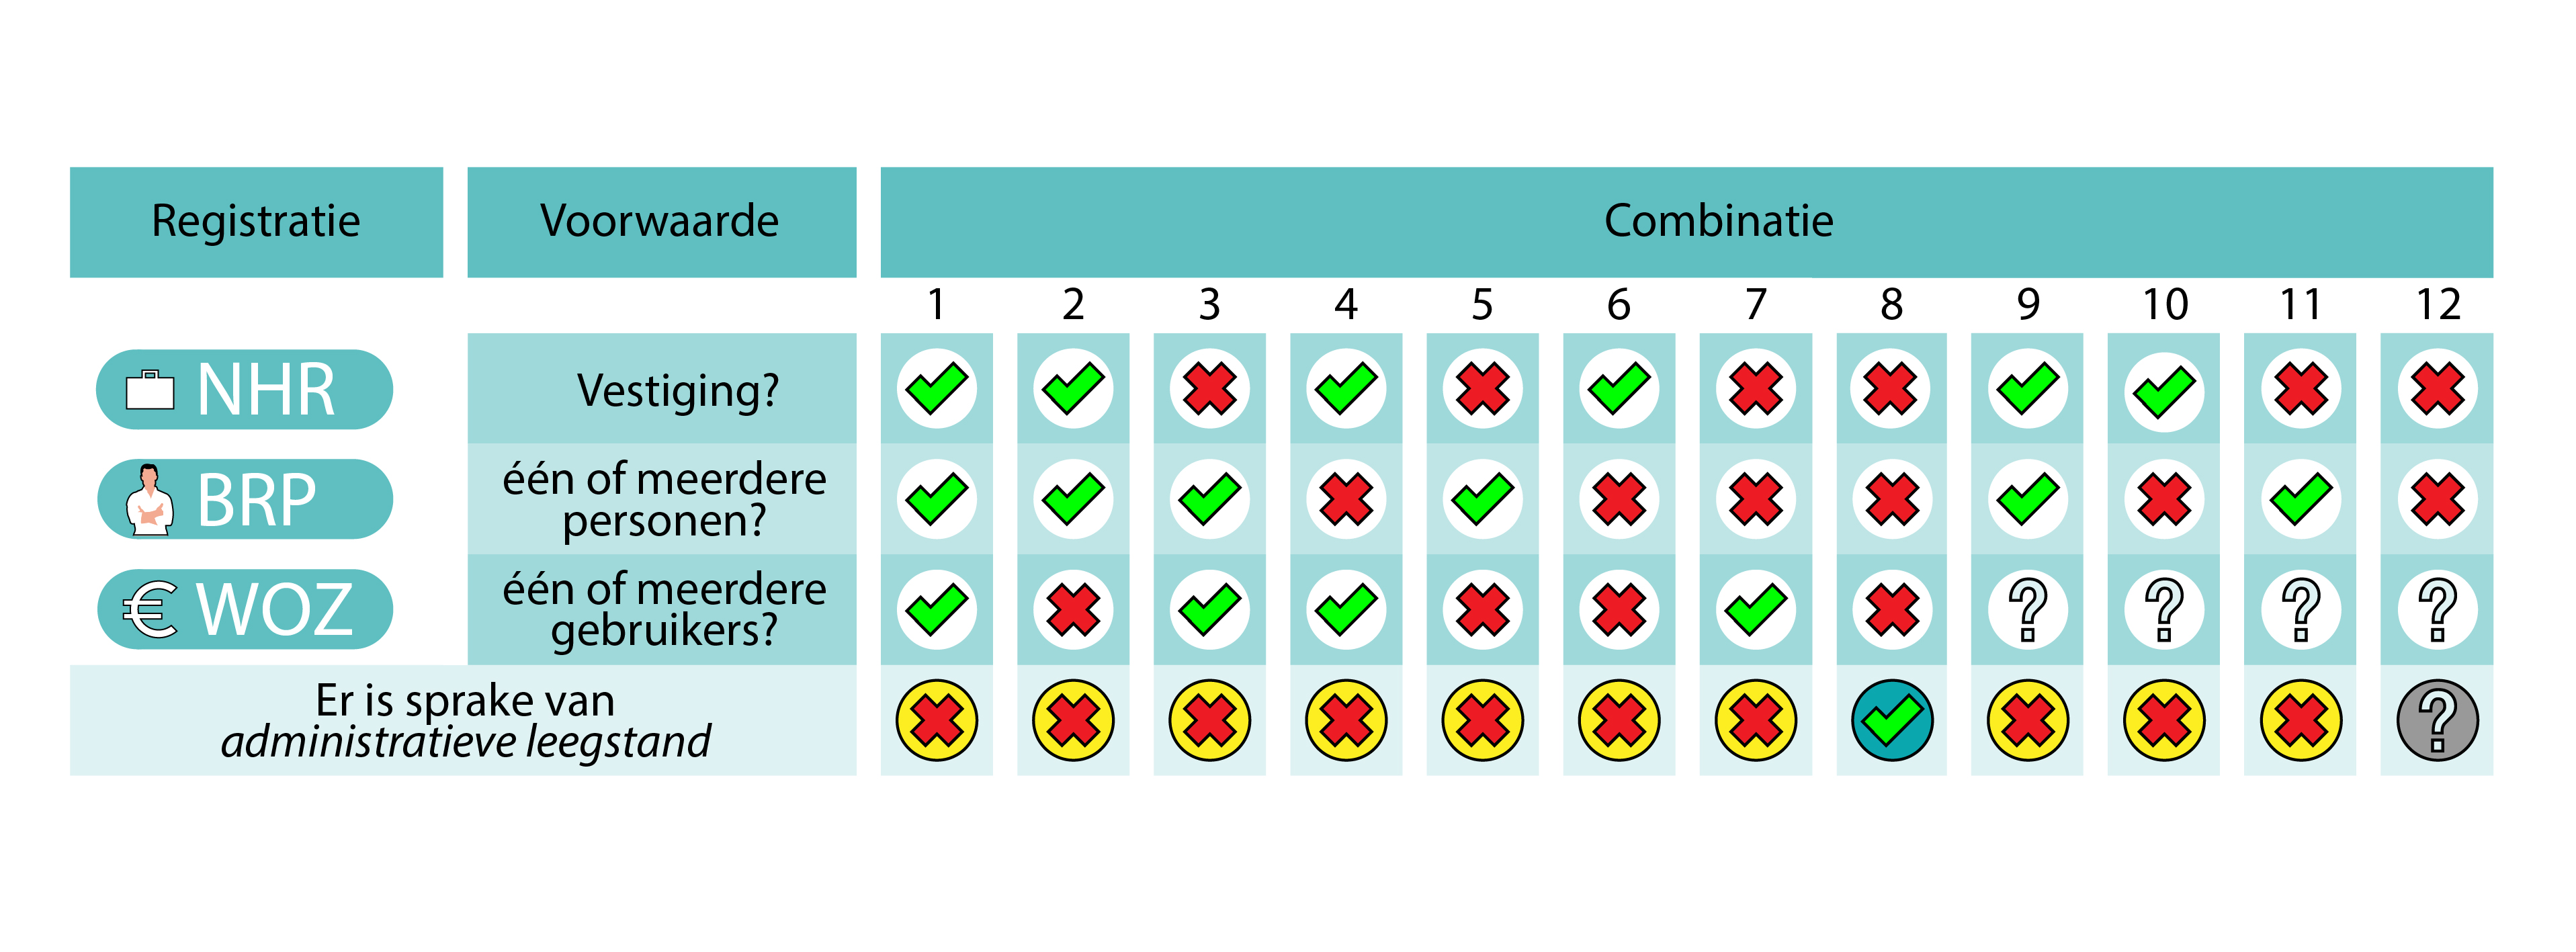 Registratie
Voorwaarde
Combinatie
1 2 3 4 5 6 7 8 9 10 11 12
NHR
Vestiging?
BRP
één of meerdere
personen?
€ WOZ
één of meerdere
gebruikers?
? ? ? ?
Er is sprake van
administratieve leegstand
?